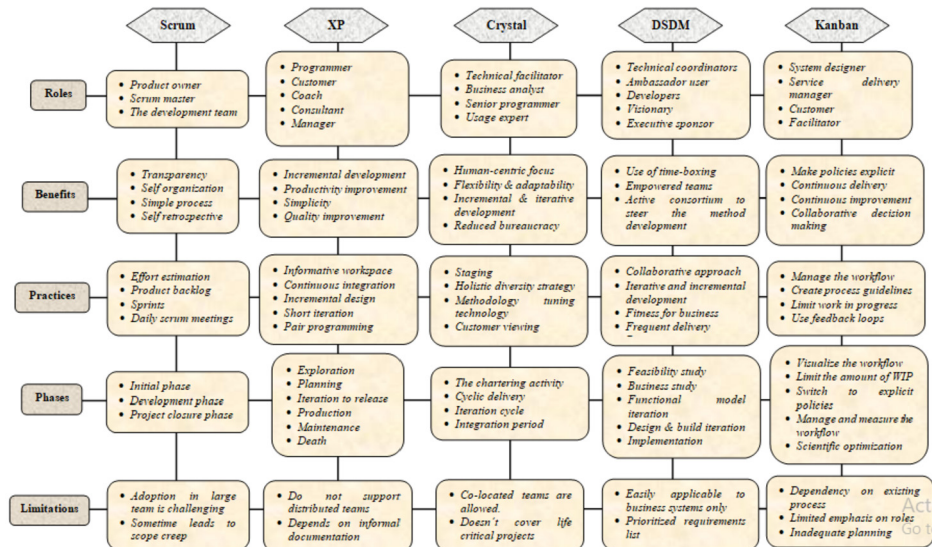 Scrum
XP
Crystal
DSDM
Kanban
Roles
• Product owner
• Scrum master
• The development team
• Programmer
• Customer
• Coach
• Consultant
• Manager
• Technical facilitator
• Business analyst
• Senior programmer
• Usage expert
• Technical coordinators
• Ambassador user
• Developers
• Visionary
• Executive sponsor
• System designer
• Service delivery
manager
• Customer
• Facilitator
Benefits
• Transparency
• Self organization
• Simple process
• Self retrospective
• Incremental development
• Productivity improvement
• Simplicity
• Quality improvement
• Human-centric focus
• Flexibility & adaptability
• Incremental & iterative
development
• Reduced bureaucracy
• Use of time-boxing
• Empowered teams
• Active consortium to
steer the method
development
• Make policies explicit
• Continuous delivery
• Continuous improvement
• Collaborative decision
making
Practices
• Effort estimation
• Product backlog
• Sprints
• Daily scrum meetings
• Informative workspace
• Continuous integration
• Incremental design
• Short iteration
• Pair programming
• Staging
• Holistic diversity strategy
• Methodology tuning
technology
• Customer viewing
• Collaborative approach
• Iterative and incremental
development
• Fitness for business
• Frequent delivery
• Manage the workflow
• Create process guidelines
• Limit work in progress
• Use feedback loops
Phases
• Initial phase
• Development phase
• Project closure phase
• Exploration
• Planning
• Iteration to release
• Production
• Maintenance
• Death
• The chartering activity
• Cyclic delivery
• Iteration cycle
• Integration period
• Feasibility study
• Business study
• Functional model
iteration
• Design & build iteration
• Implementation
• Visualize the workflow
• Limit the amount of WIP
• Switch to explicit
policies
• Manage and measure the
workflow
• Scientific optimization
Limitations
• Adoption in large
team is challenging
• Sometime leads to
scope creep
• Do not support
distributed teams
• Depends on informal
documentation
• Co-located teams are
allowed.
• Doesn't cover life
critical projects
• Easily applicable to
business systems only
• Prioritized requirements
list
• Dependency on existing
process
• Limited emphasis on roles
• Inadequate planning
Act
Go to